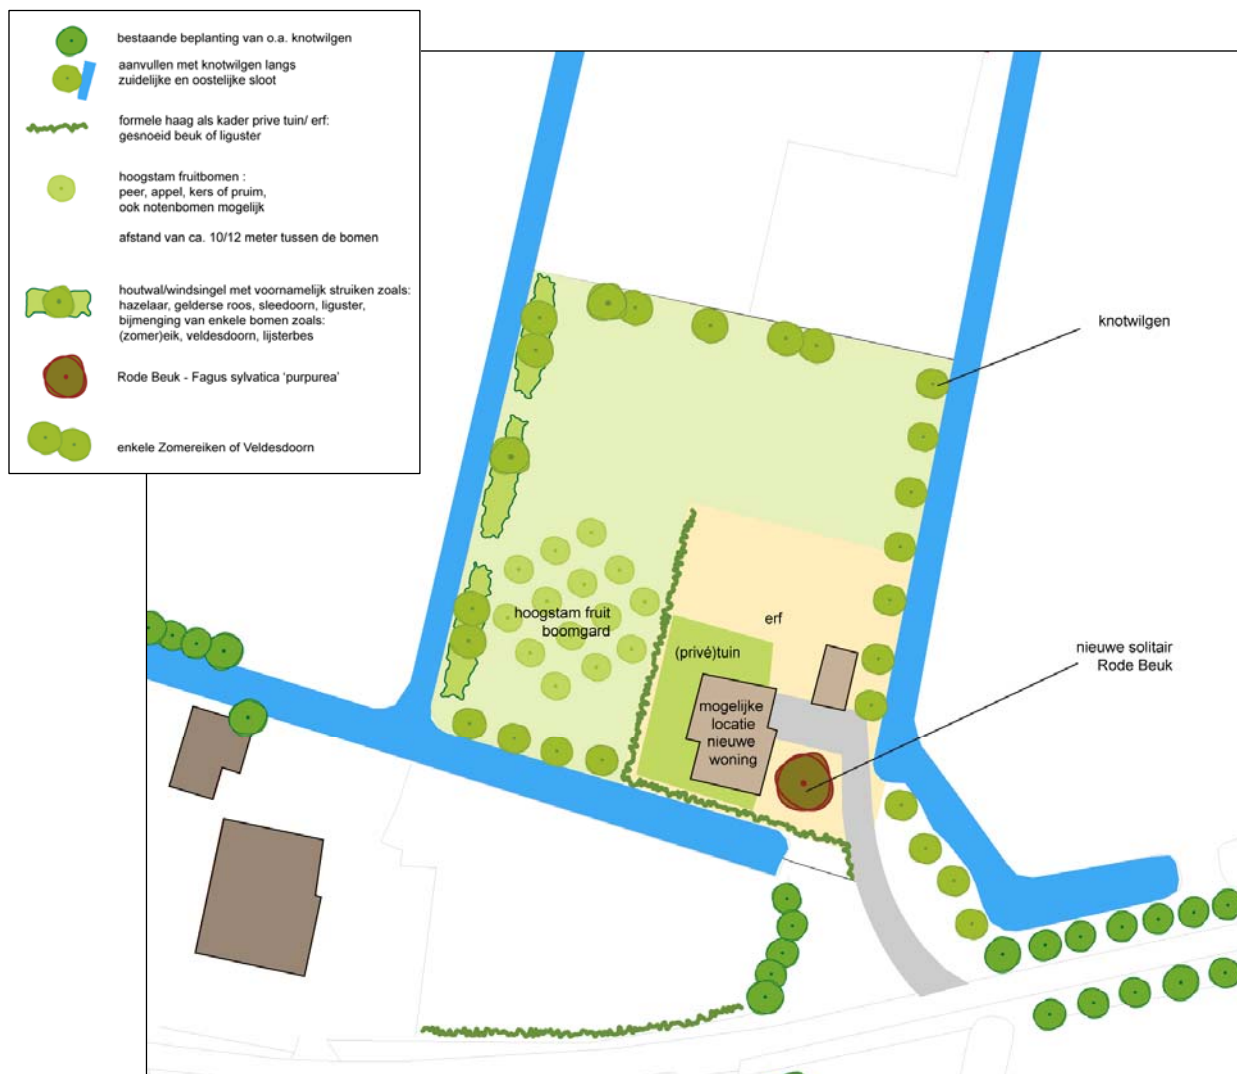 bestaande beplanting van o.a. knotwilgen
aanvullen met knotwilgen langs
zuidelijke en oostelijke sloot
formele haag als kader prive tuin/ erf:
gesnoeid beuk of liguster
hoogstam fruitbomen :
peer, appel, kers of pruim,
ook notenbomen mogelijk
afstand van ca. 10/12 meter tussen de bomen
houtwal/windsingel met voornamelijk struiken zoals:
hazelaar, gelderse roos, sleedoorn, liguster,
bijmenging van enkele bomen zoals:
(zomer)eik, veldesdoorn, lijsterbes
Rode Beuk - Fagus sylvatica ‘purpurea’
enkele Zomereiken of Veldesdoorn
knotwilgen
hoogstam fruit
boomgard
erf
(privé)tuin
nieuwe solitair
Rode Beuk
mogelijke
locatie
nieuwe
woning